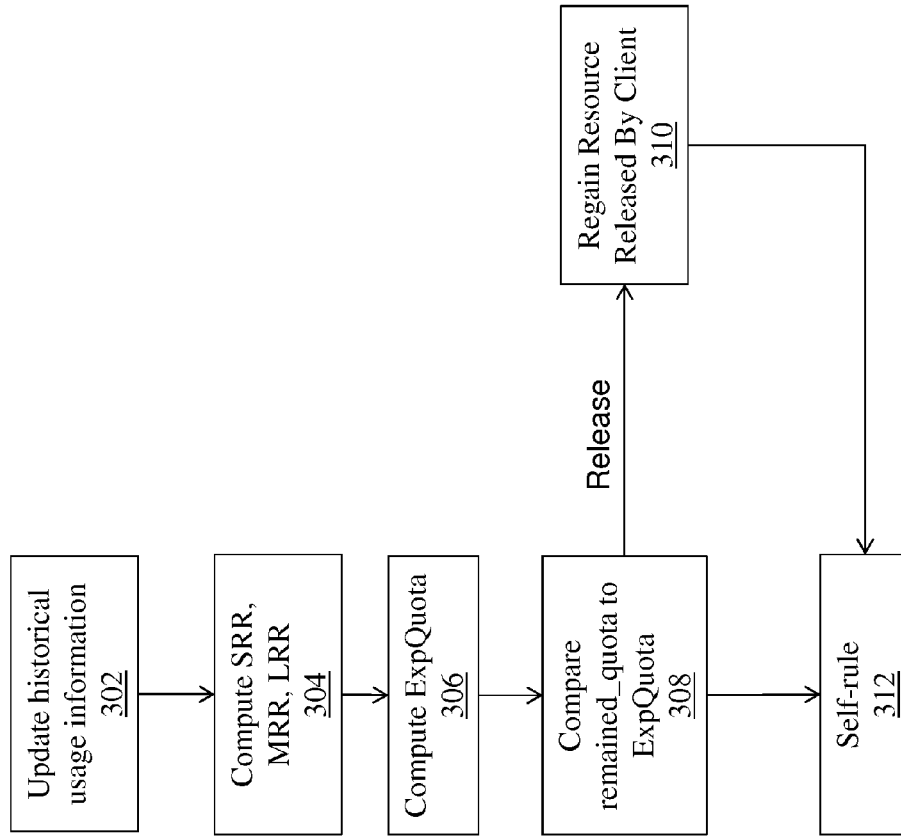 Update historical
usage information
302
Compute SRR,
MRR, LRR
304
Compute ExpQuota
306
Compare
remained_quota to
ExpQuota
308
Release
Regain Resource
Released By Client
310
Self-rule
312